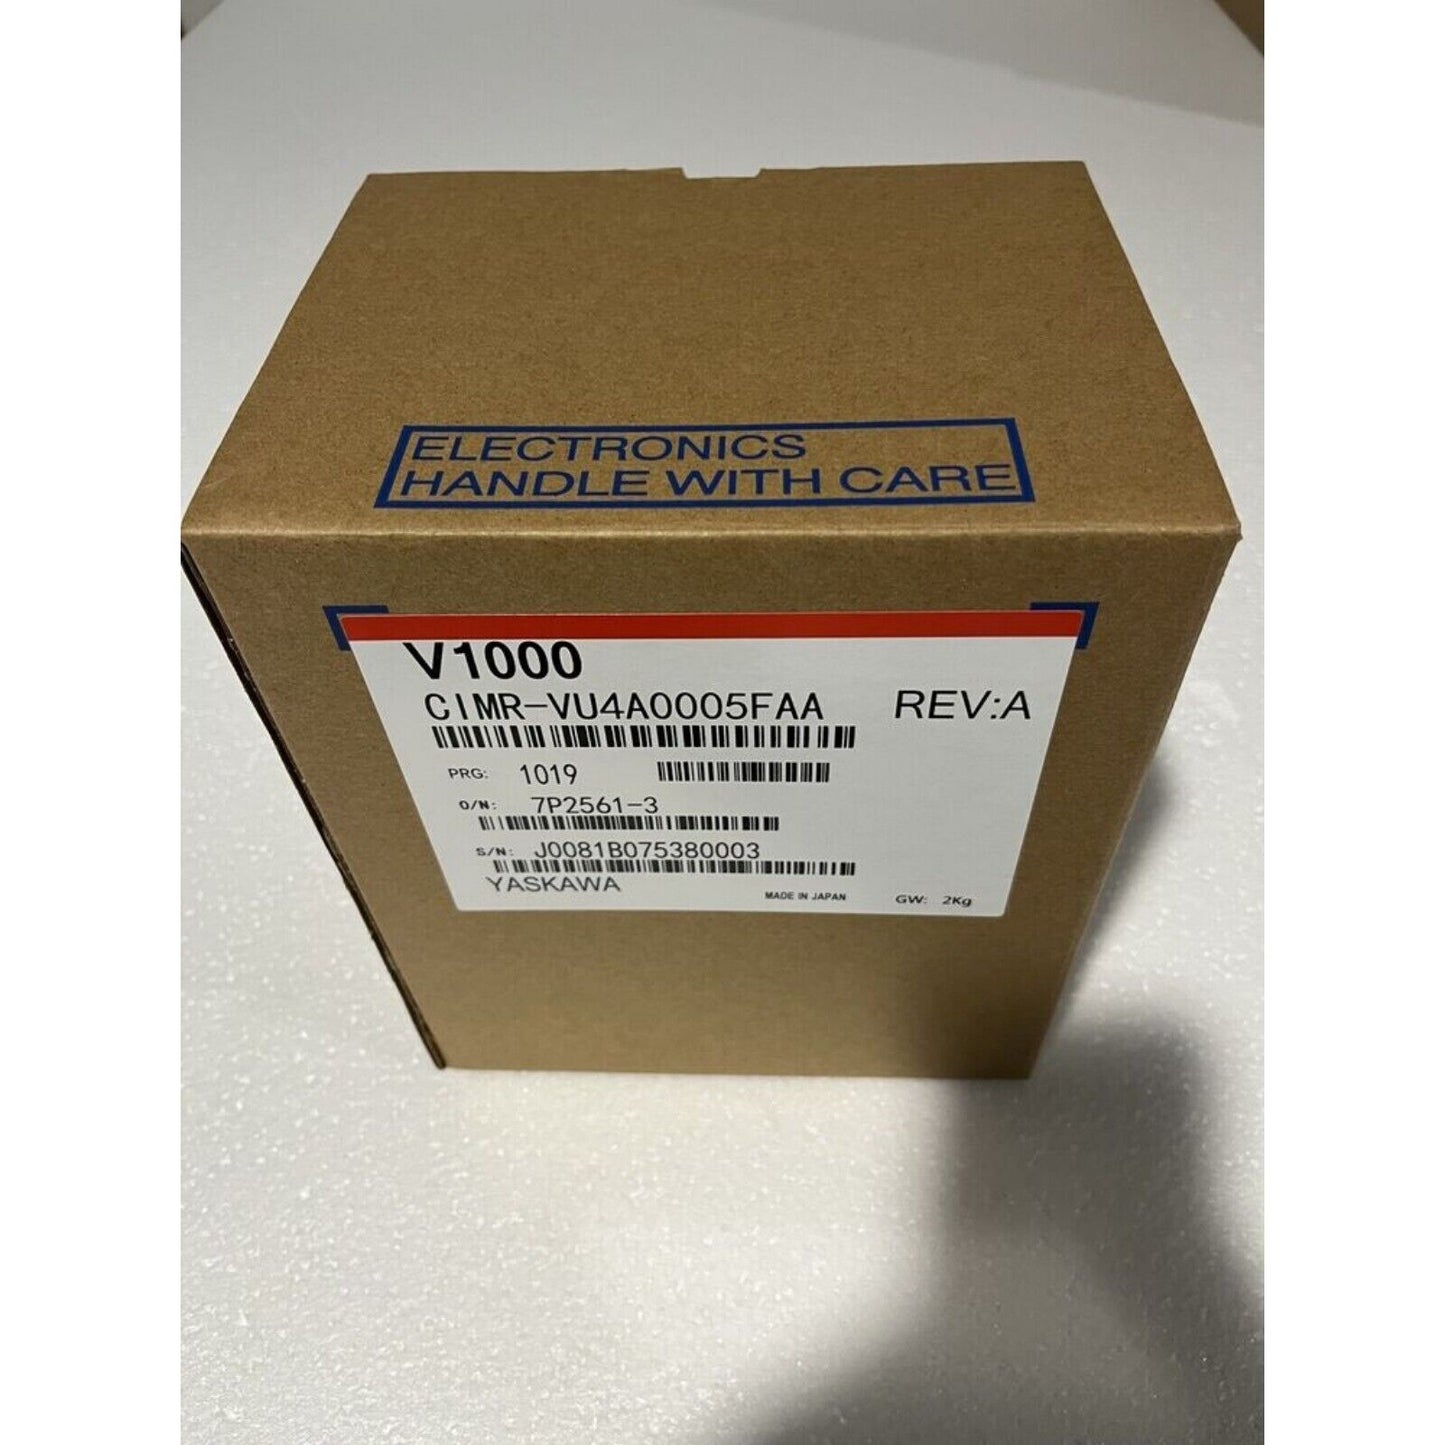 ELECTRONICS
HANDLE WITH CARE
V1000
CIMR-VU4A0005FAA REV:A
PRG: 1019
O/N: 7P2561-3
S/N: J0081B075380003
YASKAWA MADE IN JAPAN GW: 2Kg